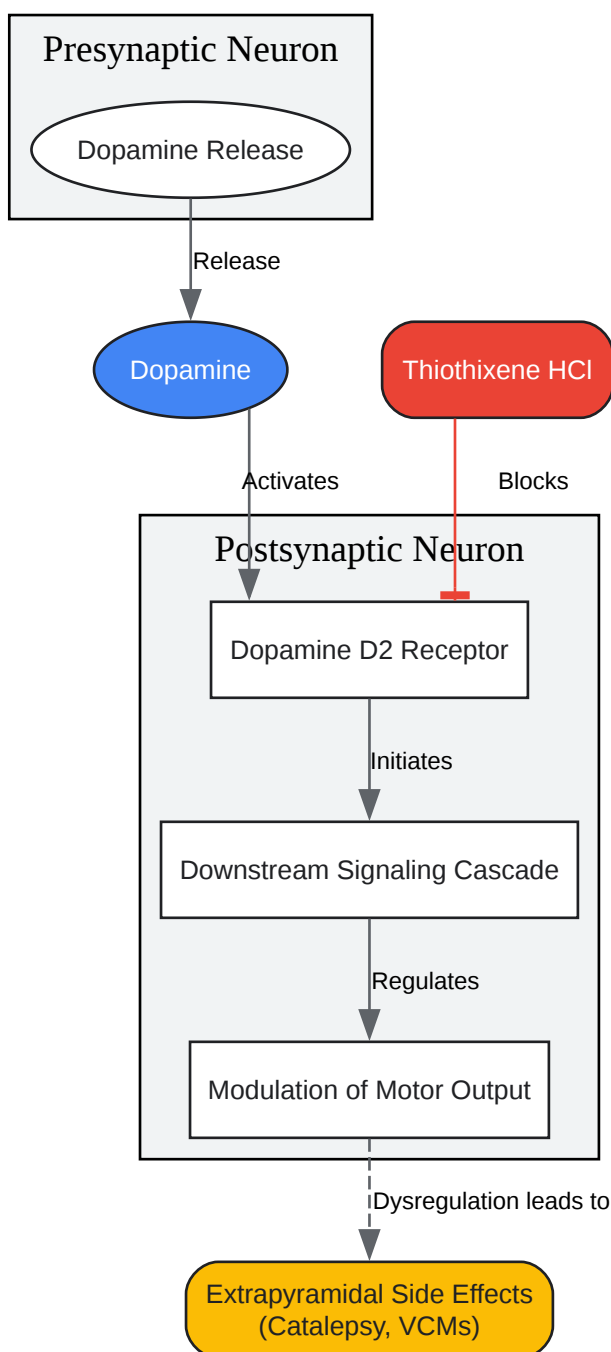 Presynaptic Neuron
Dopamine Release
Release
Dopamine
Thiothixene HCl
Activates
Blocks
Postsynaptic Neuron
Dopamine D2 Receptor
Initiates
Downstream Signaling Cascade
Regulates
Modulation of Motor Output
Dysregulation leads to
Extrapyramidal Side Effects
(Catalepsy, VCMs)